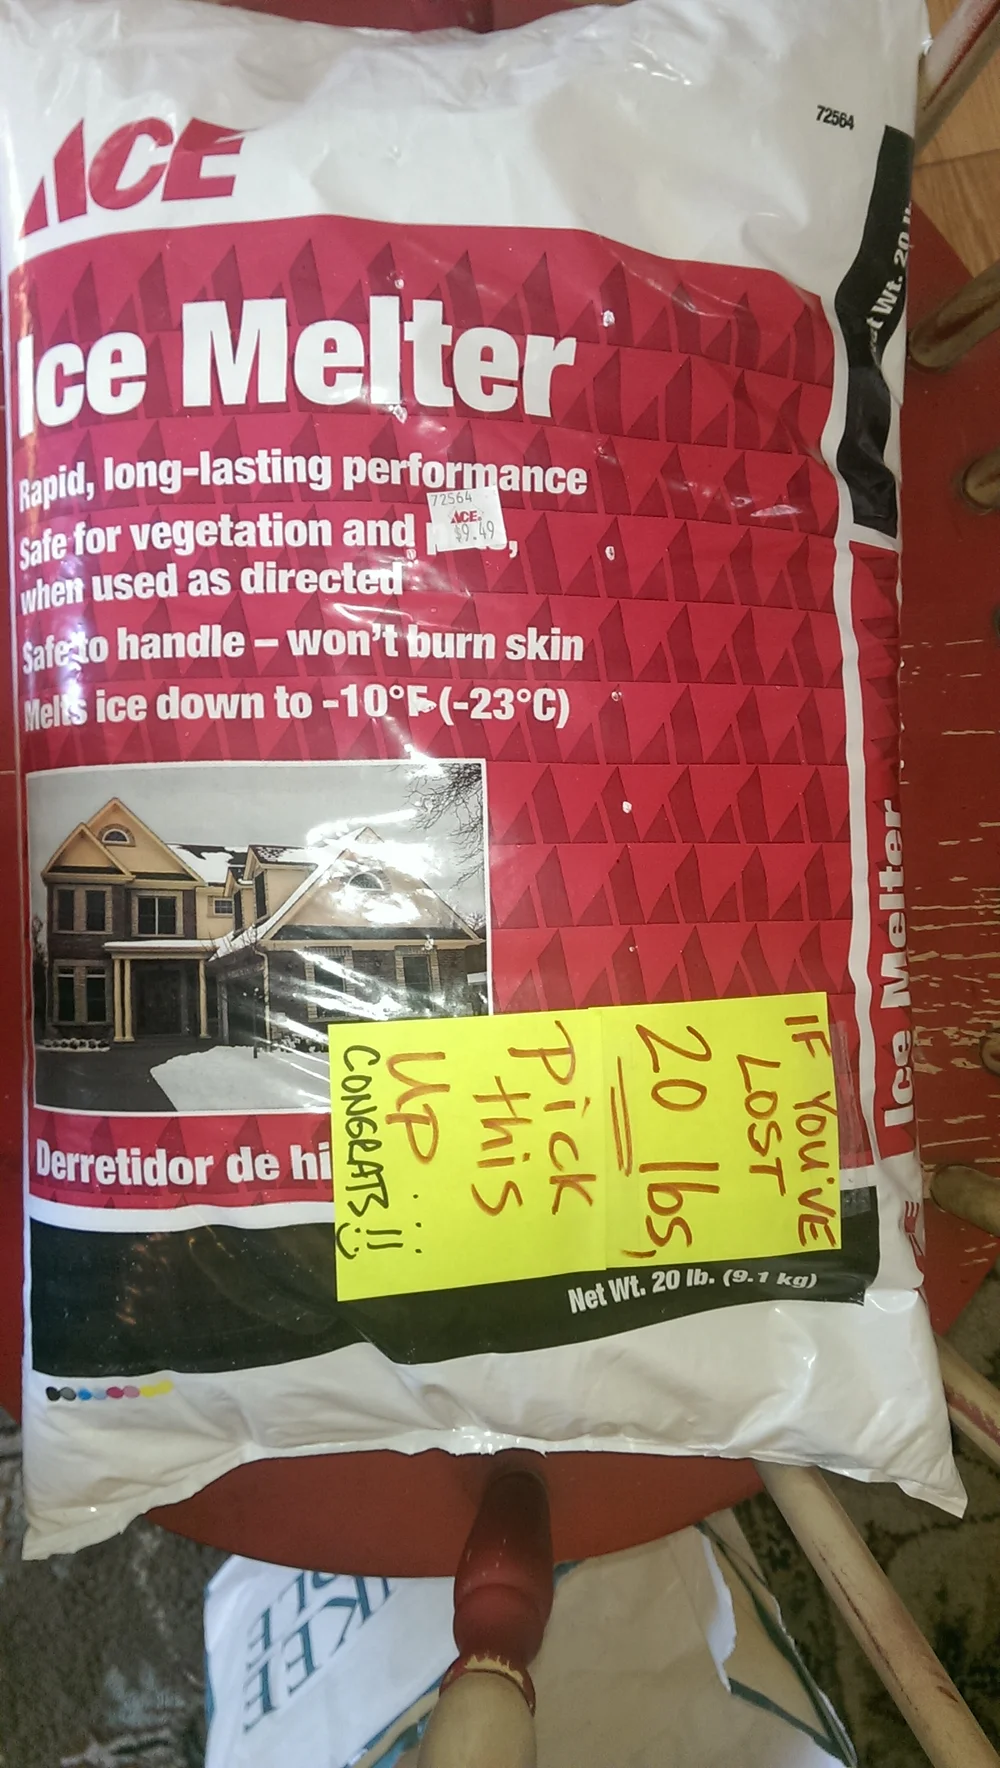 ACE
72564
Net Wt. 20 lb
Ice Melter
Rapid, long-lasting performance
72564
ACE
$9.49
Safe for vegetation and
when used as directed
Safe to handle – won't burn skin
Melts ice down to -10°F (-23°C)
Ice Melter
Derretidor de hi
IF YOU'VE
LOST
20 lbs,
Pick
this
UP
CONGRATS!!
Net Wt. 20 lb. (9.1 kg)